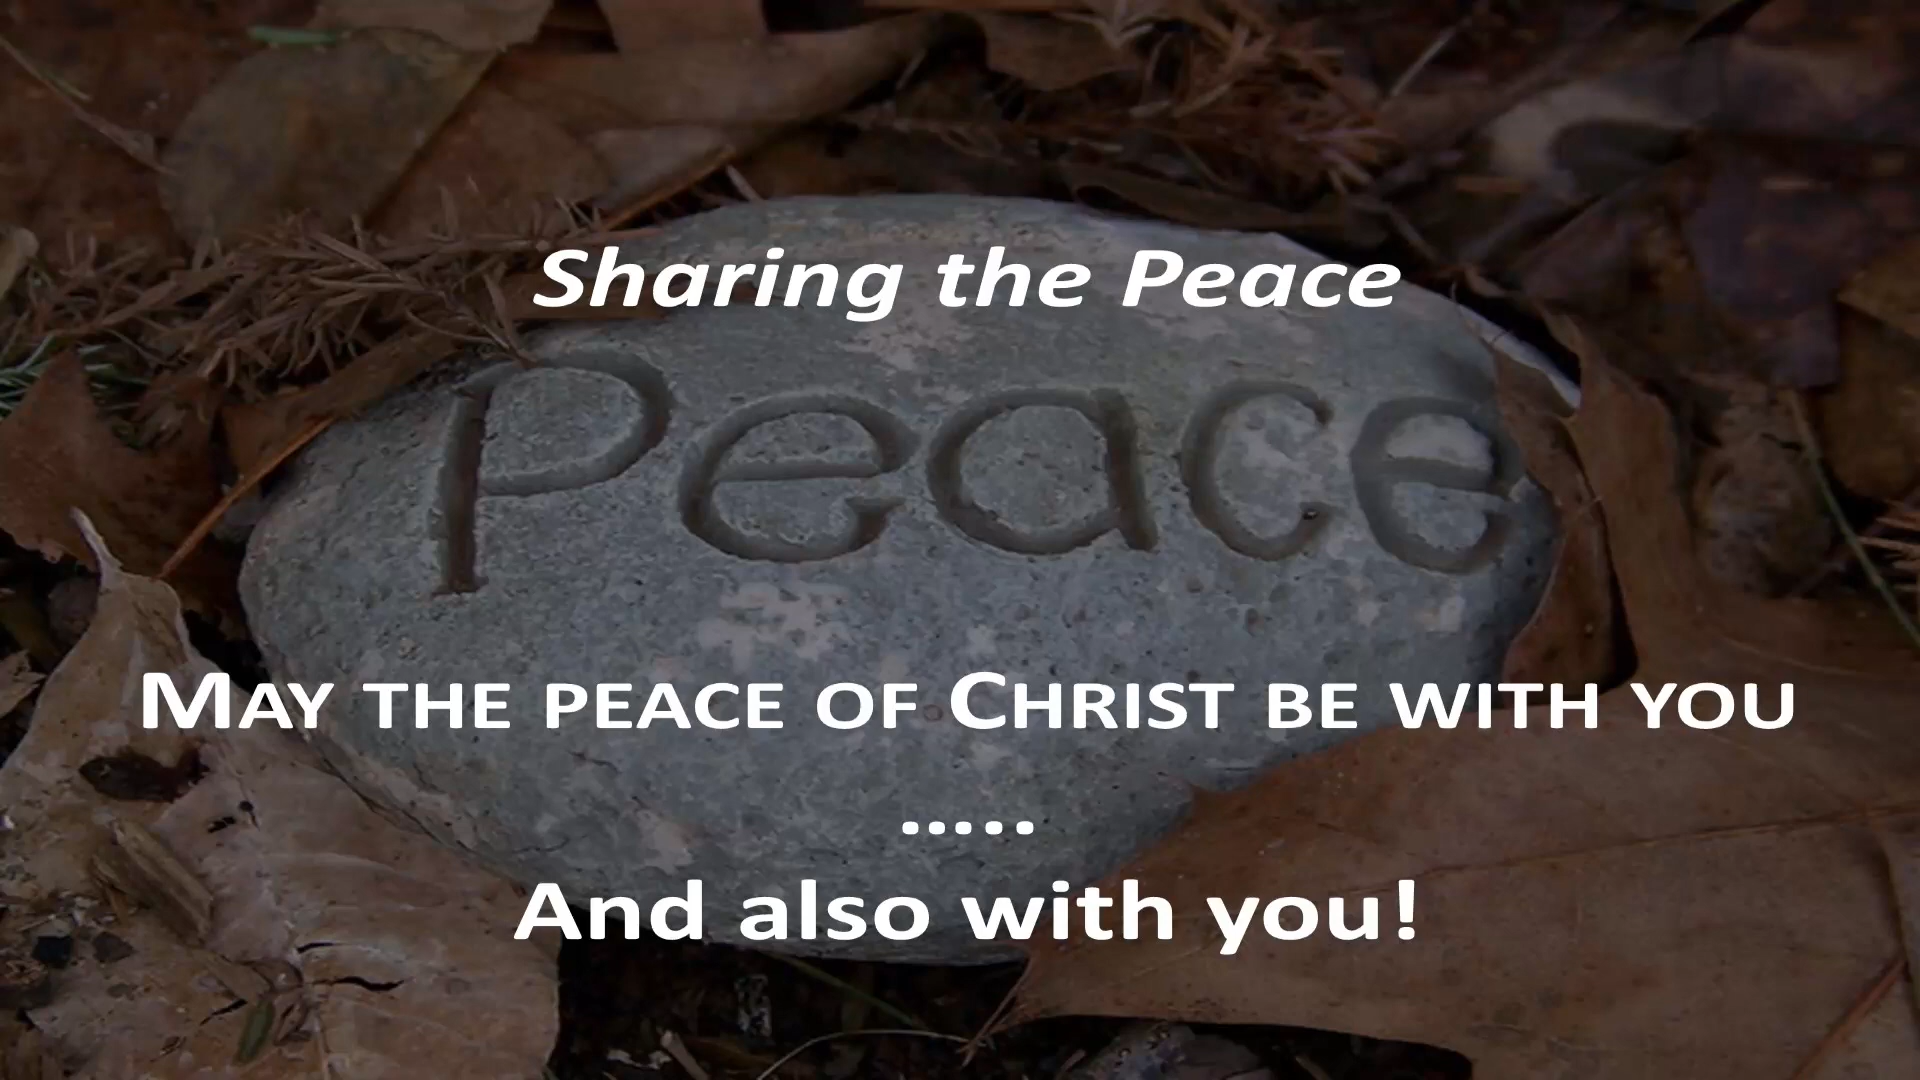 Sharing the Peace
Peace
MAY THE PEACE OF CHRIST BE WITH YOU
.....
And also with you!